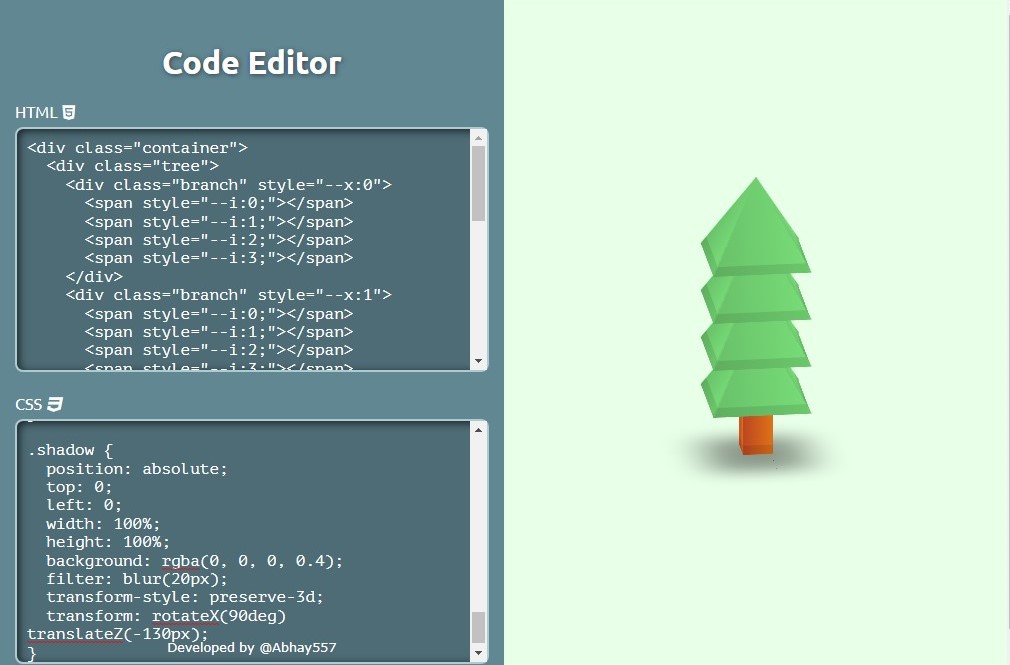 Code Editor
HTML
<div class="container">
  <div class="tree">
    <div class="branch" style="--x:0">
      <span style="--i:0;"></span>
      <span style="--i:1;"></span>
      <span style="--i:2;"></span>
      <span style="--i:3;"></span>
    </div>
    <div class="branch" style="--x:1">
      <span style="--i:0;"></span>
      <span style="--i:1;"></span>
      <span style="--i:2;"></span>
      <span style="--i:3;"></span>
CSS
}
.shadow {
  position: absolute;
  top: 0;
  left: 0;
  width: 100%;
  height: 100%;
  background: rgba(0, 0, 0, 0.4);
  filter: blur(20px);
  transform-style: preserve-3d;
  transform: rotateX(90deg)
translateZ(-130px);
}
Developed by @Abhay557